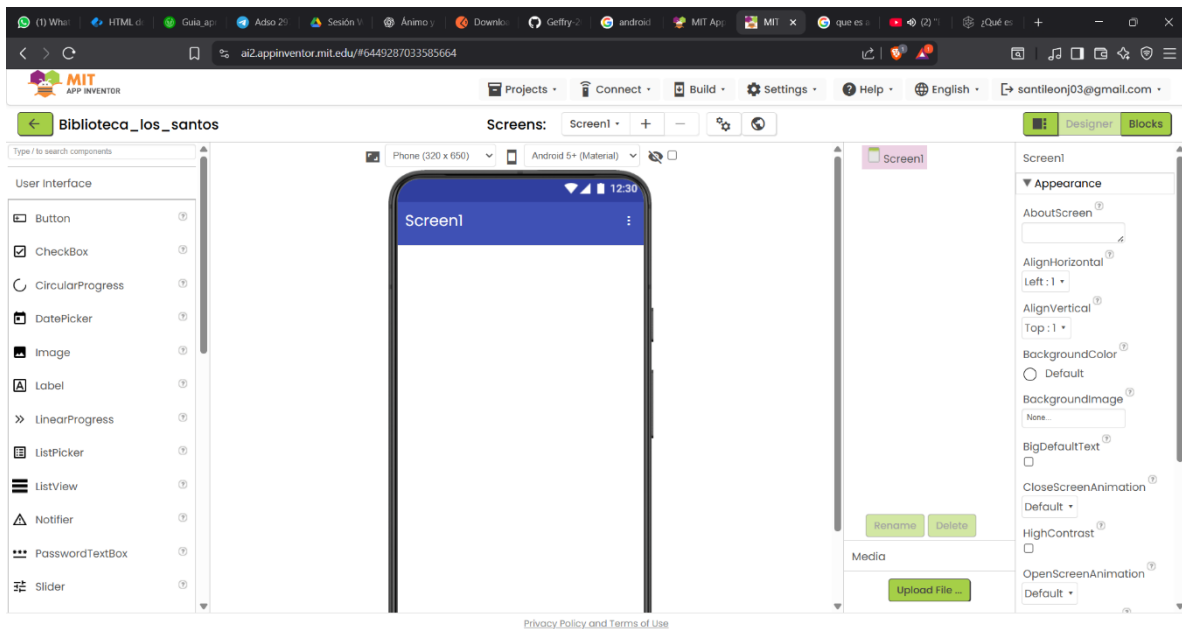 (1) What
HTML de
Guia_apr
Adso 29
Sesión V
Ánimo y
Downlo
Geffry-2
android
MIT App
MIT
que es a
(2) "I
¿Qué es
ai2.appinventor.mit.edu/#6449287033585664
MIT
APP INVENTOR
Projects
Connect
Build
Settings
Help
English
santileonj03@gmail.com
Biblioteca_los_santos
Screens:
Screen1
+
−
Designer
Blocks
Type / to search components
User Interface
Button
CheckBox
CircularProgress
DatePicker
Image
Label
LinearProgress
ListPicker
ListView
Notifier
PasswordTextBox
Slider
Phone (320 x 650)
Android 5+ (Material)
12:30
Screen1
Screen1
Rename
Delete
Media
Upload File ...
Screen1
Appearance
AboutScreen
AlignHorizontal
Left : 1
AlignVertical
Top : 1
BackgroundColor
Default
BackgroundImage
None...
BigDefaultText
CloseScreenAnimation
Default
HighContrast
OpenScreenAnimation
Default
Privacy Policy and Terms of Use